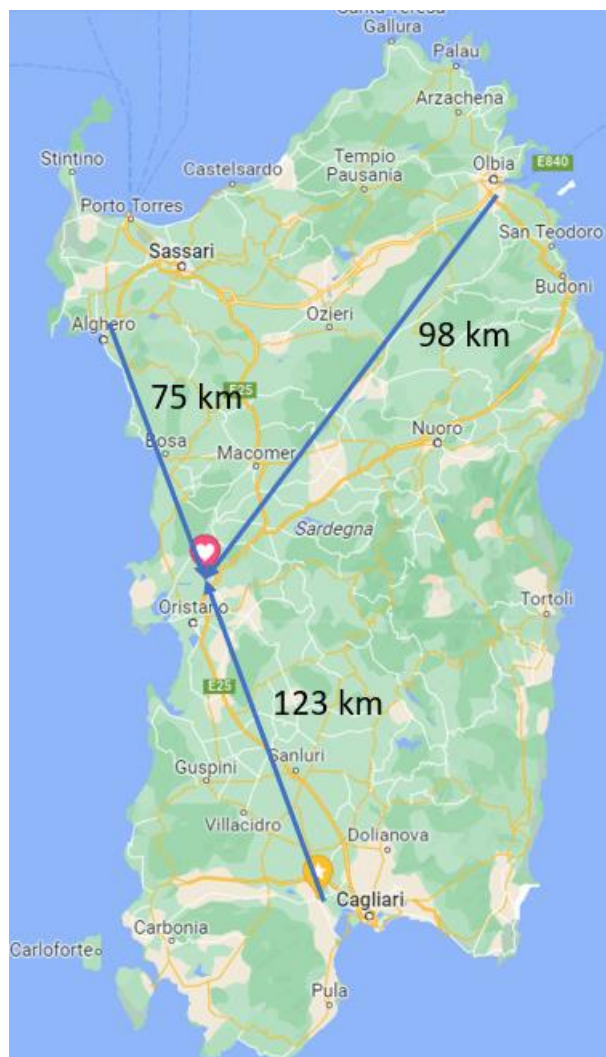 Gallura
Palau
Arzachena
Stintino
Castelsardo
Tempio
Pausania
Olbia
E840
Porto Torres
Sassari
San Teodoro
Budoni
Ozieri
Alghero
98 km
75 km
E25
Bosa
Macomer
Nuoro
Sardegna
Oristano
Tortoli
E25
123 km
Sanluri
Guspini
Villacidro
Dolianova
Cagliari
Carbonia
Carloforte
Pula